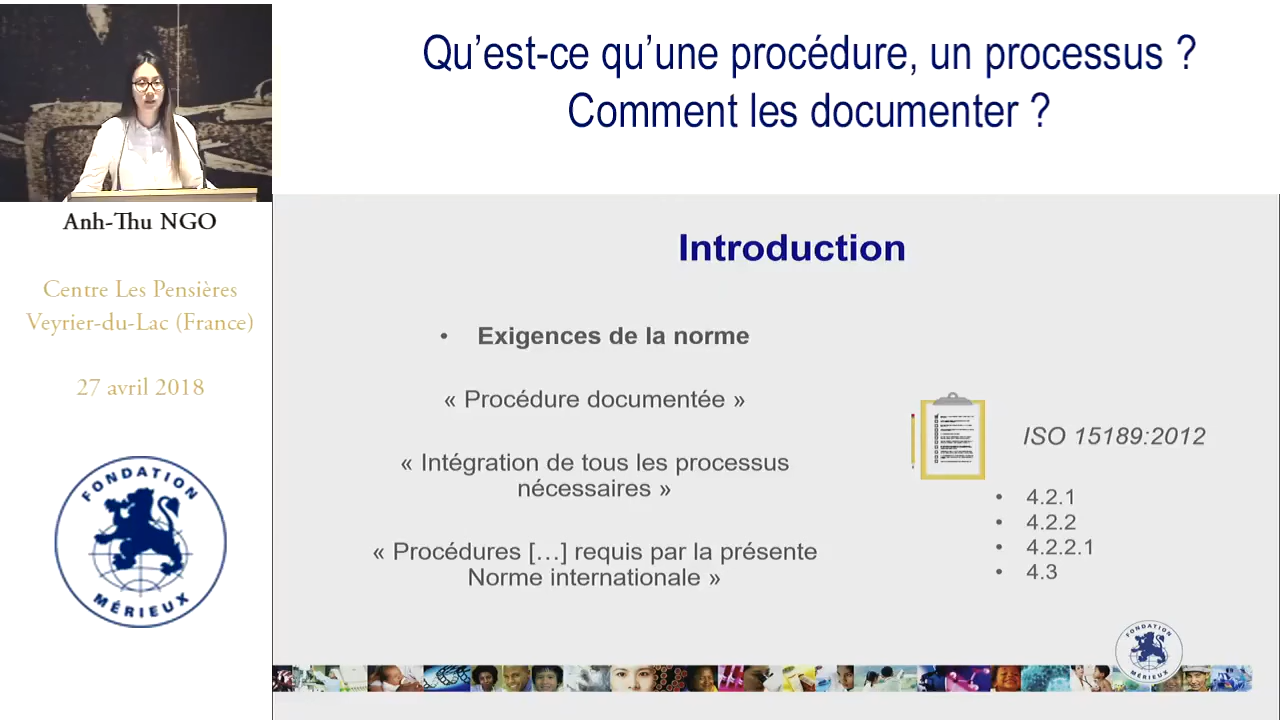 Qu'est-ce qu'une procédure, un processus ?
Comment les documenter ?
Anh-Thu NGO
Centre Les Pensières
Veyrier-du-Lac (France)
27 avril 2018
FONDATION
MÉRIEUX
Introduction
• Exigences de la norme
« Procédure documentée »
« Intégration de tous les processus
nécessaires »
« Procédures […] requis par la présente
Norme internationale »
ISO 15189:2012
• 4.2.1
• 4.2.2
• 4.2.2.1
• 4.3
FONDATION
MÉRIEUX